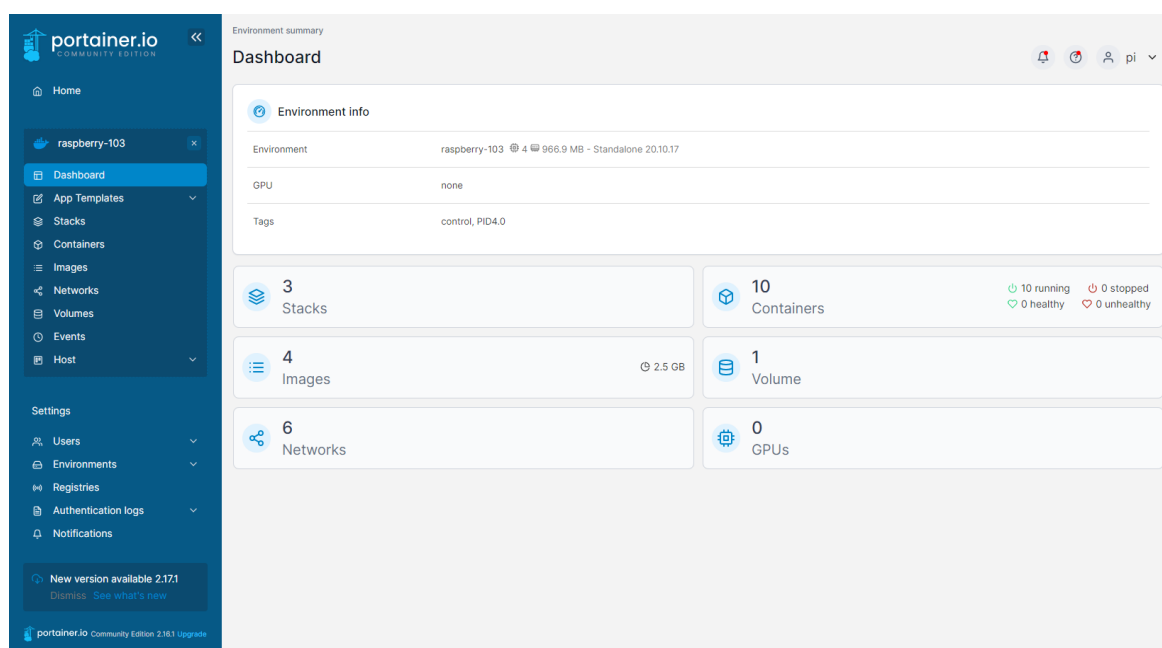 portainer.io
COMMUNITY EDITION
Home
raspberry-103
Dashboard
App Templates
Stacks
Containers
Images
Networks
Volumes
Events
Host
Settings
Users
Environments
Registries
Authentication logs
Notifications
New version available 2.17.1
Dismiss See what's new
portainer.io Community Edition 2.16.1 Upgrade
Environment summary
Dashboard
pi
Environment info
Environment raspberry-103 4 966.9 MB - Standalone 20.10.17
GPU none
Tags control, PID4.0
3
Stacks
10
Containers
10 running 0 stopped
0 healthy 0 unhealthy
4
Images
2.5 GB
1
Volume
6
Networks
0
GPUs